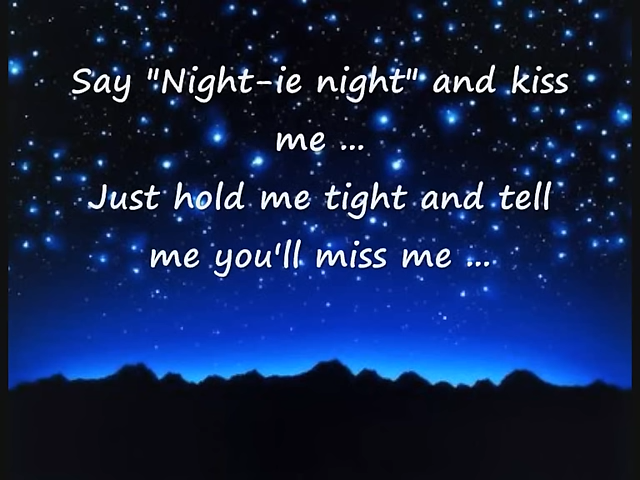 Say "Night-ie night" and kiss
me ...
Just hold me tight and tell
me you'll miss me ...